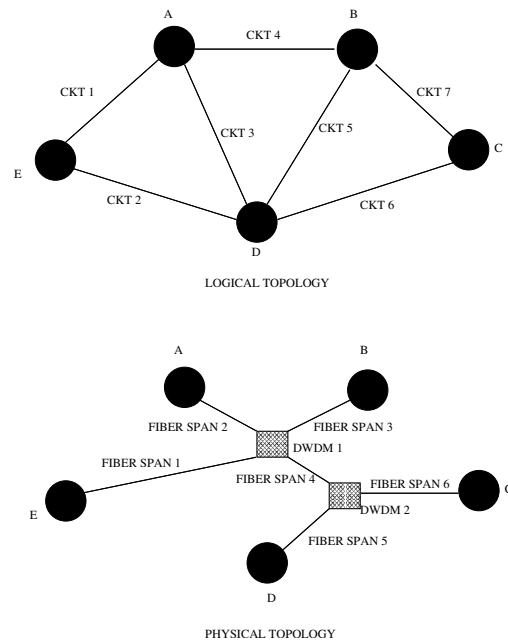 A
B
CKT 4
CKT 1
CKT 7
CKT 3
CKT 5
C
E
CKT 2
CKT 6
D
LOGICAL TOPOLOGY
A
B
FIBER SPAN 2
FIBER SPAN 3
DWDM 1
FIBER SPAN 1
FIBER SPAN 4
FIBER SPAN 6
C
E
DWDM 2
FIBER SPAN 5
D
PHYSICAL TOPOLOGY